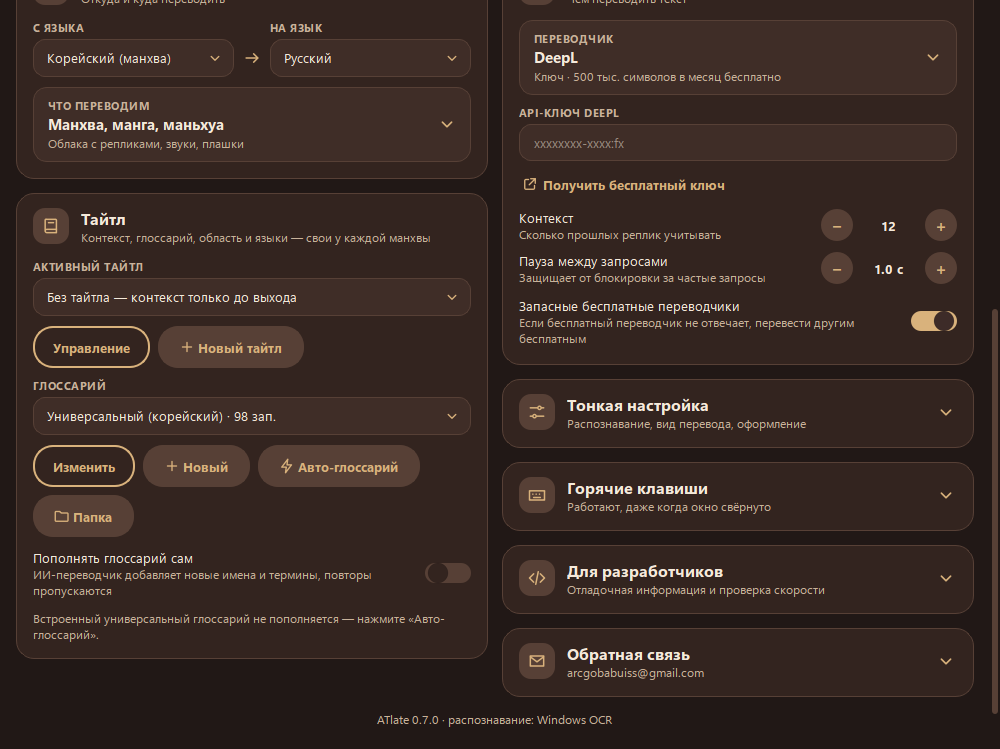 Откуда и куда переводить
С ЯЗЫКА
НА ЯЗЫК
Корейский (манхва)
Русский
ЧТО ПЕРЕВОДИМ
Манхва, манга, маньхуа
Облака с репликами, звуки, плашки
Тайтл
Контекст, глоссарий, область и языки — свои у каждой манхвы
АКТИВНЫЙ ТАЙТЛ
Без тайтла — контекст только до выхода
Управление
+ Новый тайтл
ГЛОССАРИЙ
Универсальный (корейский) · 98 зап.
Изменить
+ Новый
Авто-глоссарий
Папка
Пополнять глоссарий сам
ИИ-переводчик добавляет новые имена и термины, повторы
пропускаются
Встроенный универсальный глоссарий не пополняется — нажмите «Авто-
глоссарий».
Чем переводить текст
ПЕРЕВОДЧИК
DeepL
Ключ · 500 тыс. символов в месяц бесплатно
API-КЛЮЧ DEEPL
xxxxxxxx-xxxx:fx
Получить бесплатный ключ
Контекст
Сколько прошлых реплик учитывать
− 12 +
Пауза между запросами
Защищает от блокировки за частые запросы
− 1.0 с +
Запасные бесплатные переводчики
Если бесплатный переводчик не отвечает, перевести другим
бесплатным
Тонкая настройка
Распознавание, вид перевода, оформление
Горячие клавиши
Работают, даже когда окно свёрнуто
Для разработчиков
Отладочная информация и проверка скорости
Обратная связь
arcgobabuiss@gmail.com
ATlate 0.7.0 · распознавание: Windows OCR